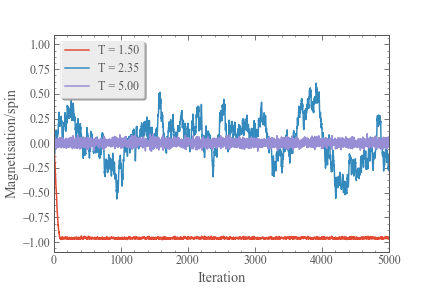 1.00
0.75
0.50
0.25
0.00
−0.25
−0.50
−0.75
−1.00
Magnetisation/spin
T = 1.50
T = 2.35
T = 5.00
0 1000 2000 3000 4000 5000
Iteration